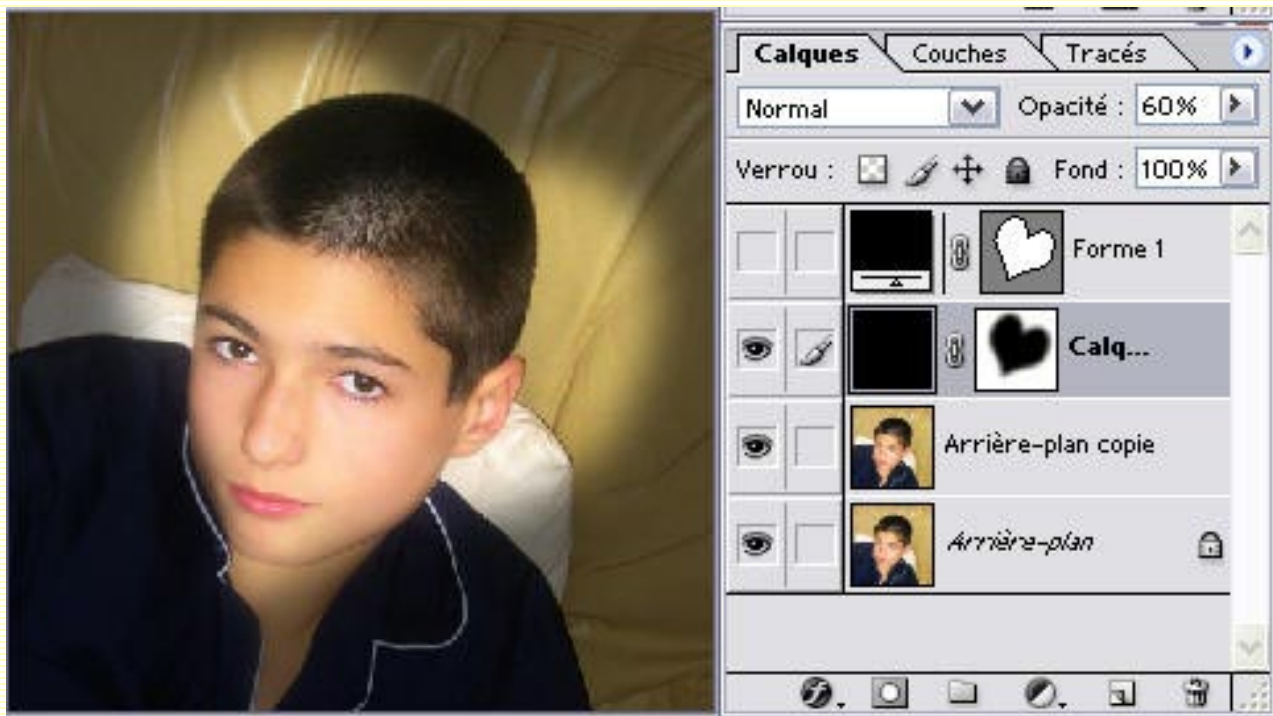 Calques Couches Tracés
Normal Opacité : 60%
Verrou : Fond : 100%
Forme 1
Calq...
Arrière-plan copie
Arrière-plan